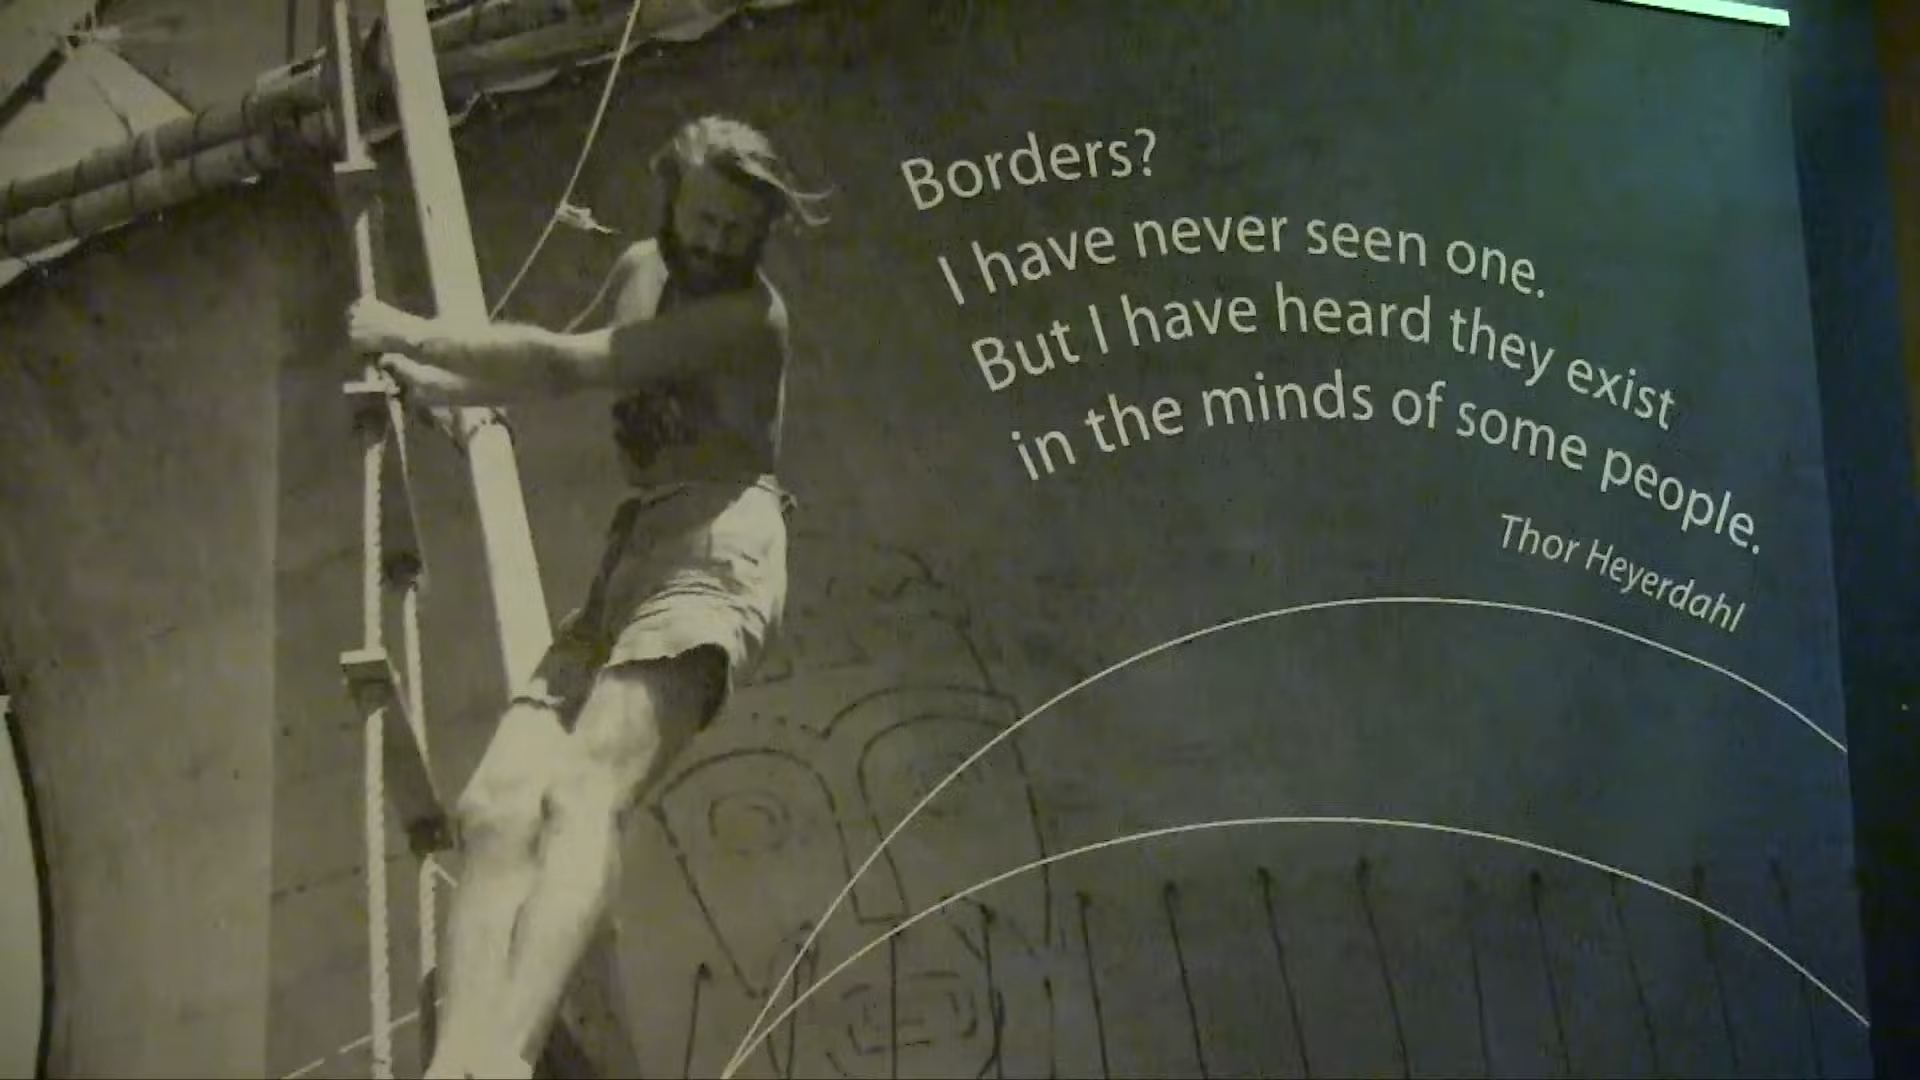 Borders?
I have never seen one.
But I have heard they exist
in the minds of some people.
Thor Heyerdahl